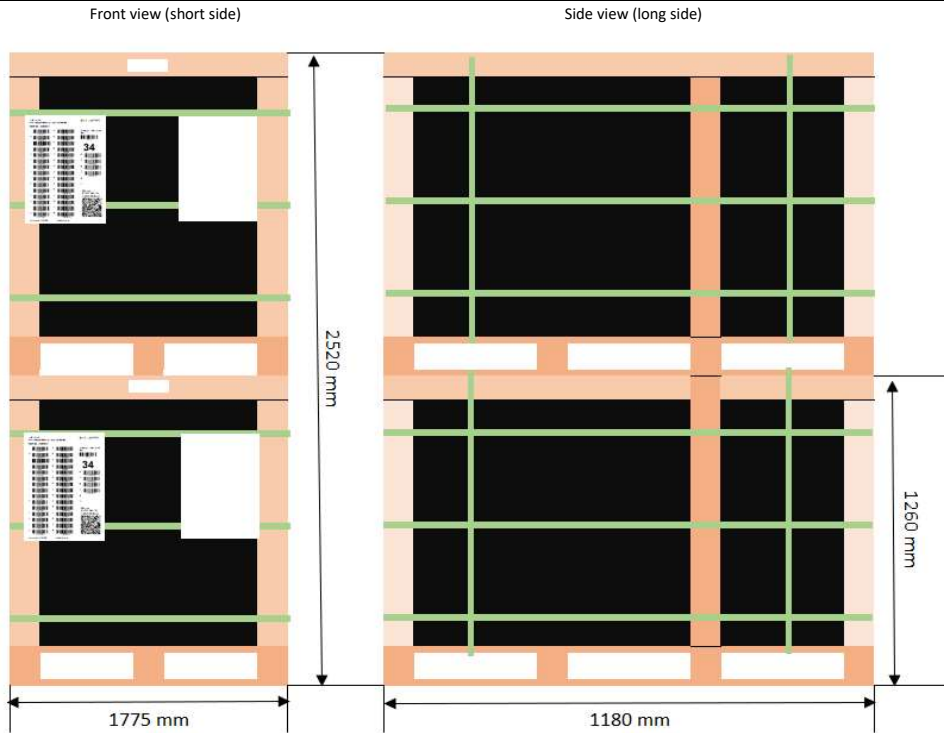 Front view (short side)
Side view (long side)
34
2520 mm
34
1260 mm
1775 mm
1180 mm